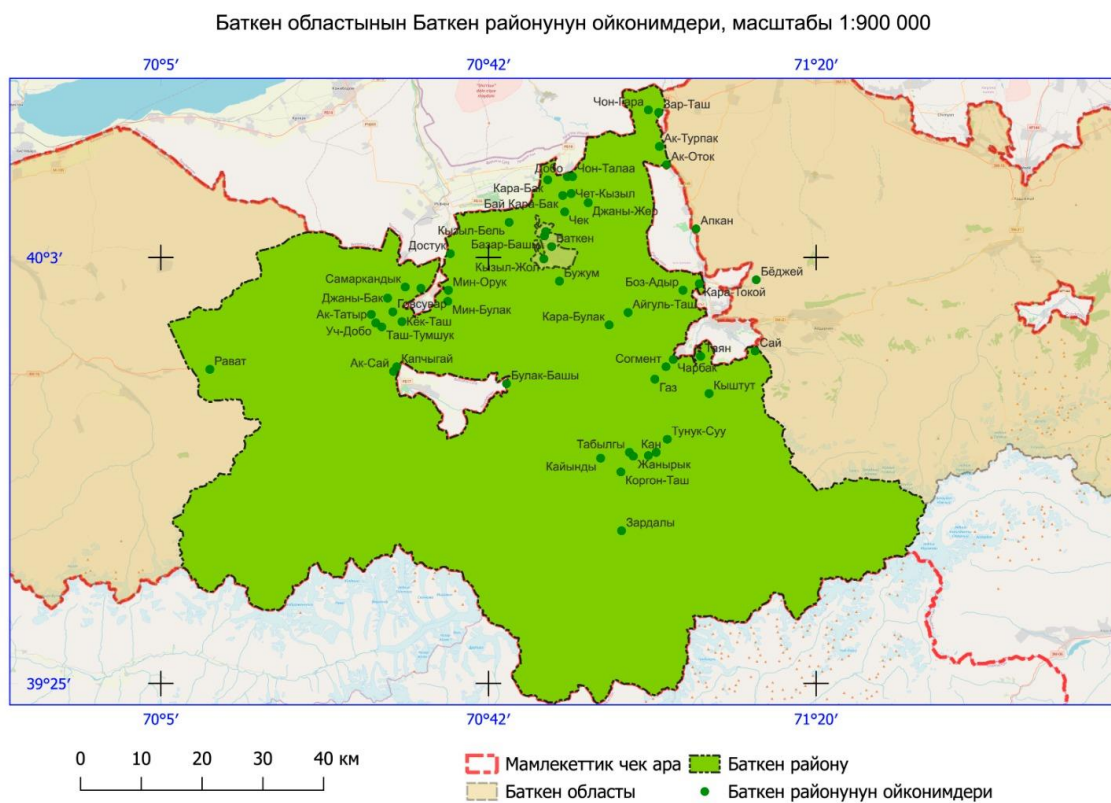 Баткен областынын Баткен районунун ойконимдери, масштабы 1:900 000
70°5′
70°42′
71°20′
Чон-Гара
Зар-Таш
Ак-Турпак
Ак-Оток
Добо
Чон-Талаа
Кара-Бак
Чет-Кызыл
Бай Кара-Бак
Джаны-Жер
Чек
Апкан
Кызыл-Бель
Баткен
Достук
Базар-Башы
40°3′
Кызыл-Жол
Бужум
Бёджей
Самаркандык
Мин-Орук
Боз-Адыр
Кара-Токой
Джаны-Бак
Гаасувар
Мин-Булак
Айгуль-Таш
Ак-Татыр
Кёк-Таш
Кара-Булак
Уч-Добо
Таш-Тумшук
Рават
Ак-Сай
Капчыгай
Согмент
Таян
Сай
Чарбак
Булак-Башы
Газ
Кыштут
Тунук-Суу
Табылгы
Кан
Кайынды
Жанырык
Коргон-Таш
Зардалы
39°25′
70°5′
70°42′
71°20′
0 10 20 30 40 км
Мамлекеттик чек ара
Баткен району
Баткен областы
Баткен районунун ойконимдери